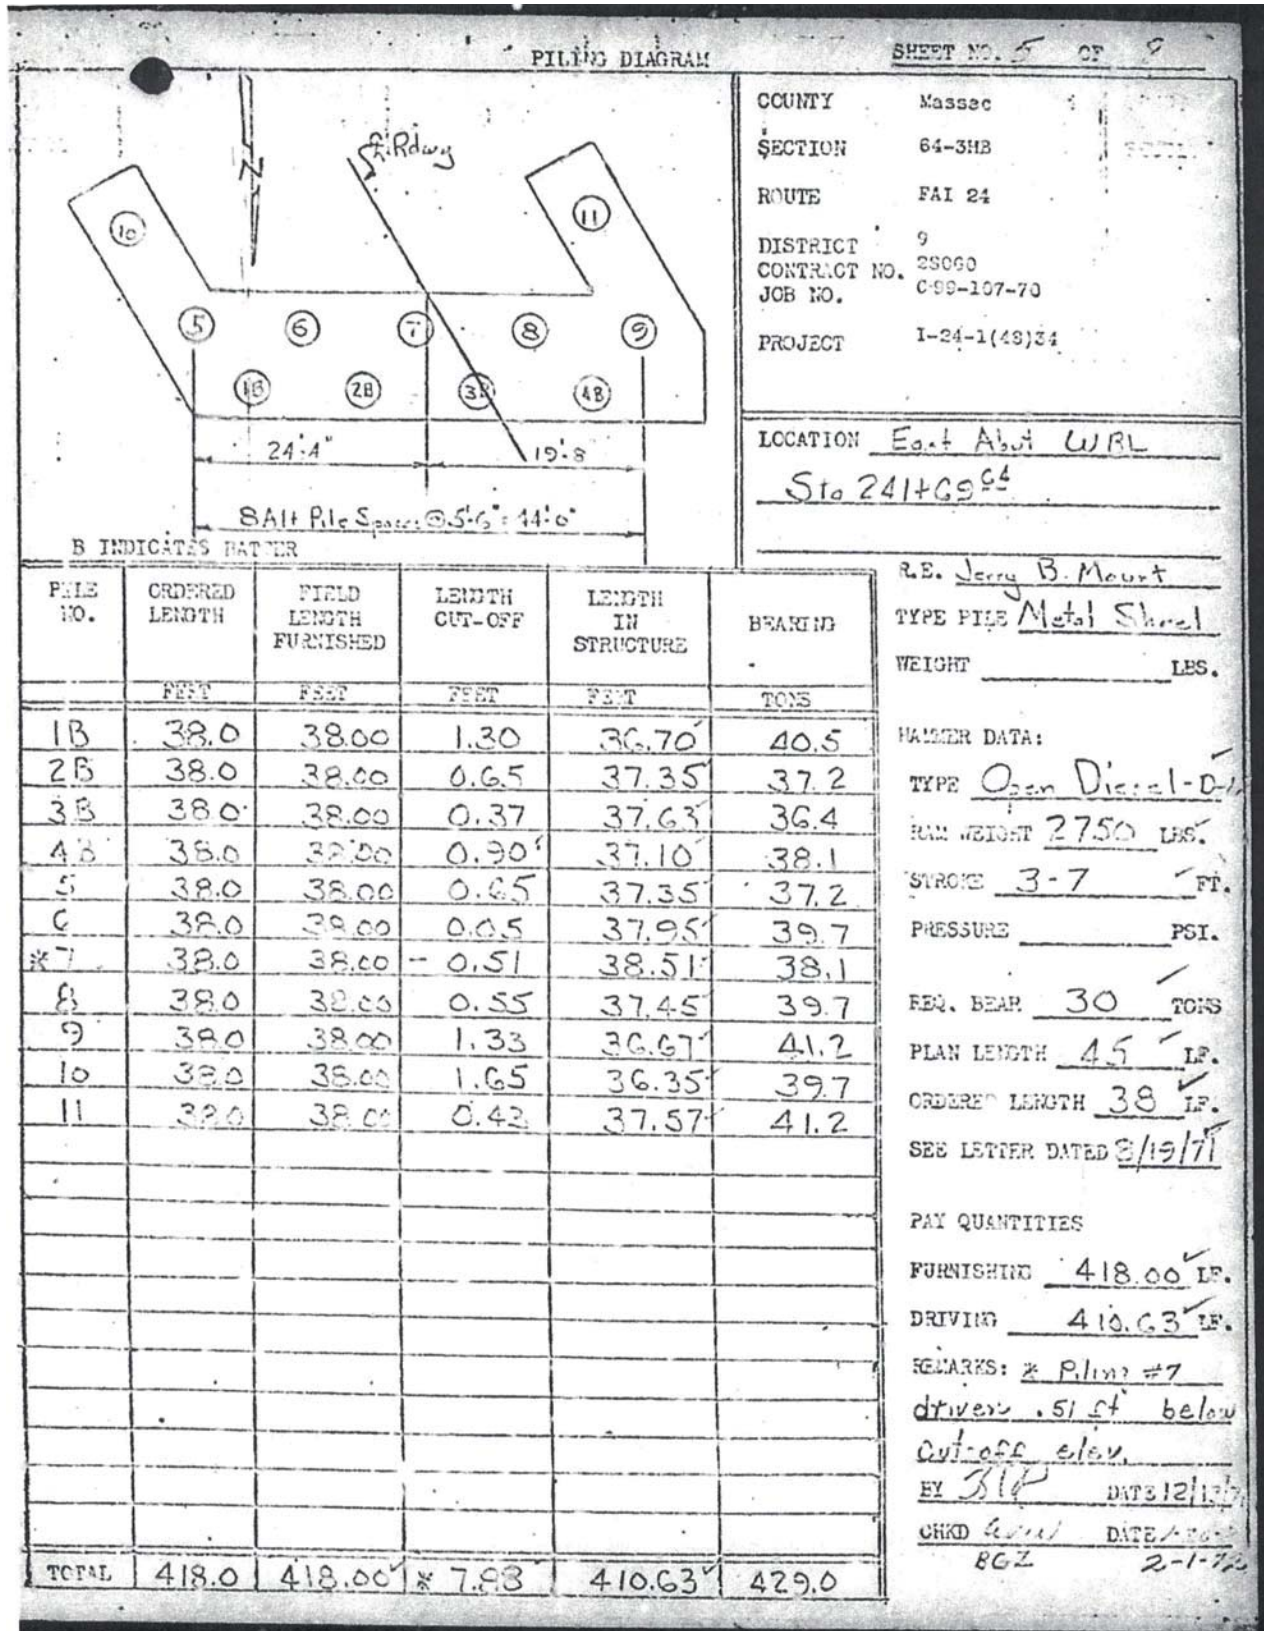 PILING DIAGRAM
SHEET NO. 5 OF 9
COUNTY Massac
SECTION 64-3HB
ROUTE FAI 24
DISTRICT 9
CONTRACT NO. 28060
JOB NO. C-99-107-70
PROJECT I-24-1(48)34
℄ Rdwy
10 11
5 6 7 8 9
1B 2B 3B 4B
24'-4" 19'-8
8 Alt Pile Spaces @ 5'-6" = 44'-0"
B INDICATES BATTER
LOCATION East Abut WBL
Sta 241+69.64
R.E. Jerry B. Mount
TYPE PILE Metal Shell
WEIGHT LBS.
HAMMER DATA:
TYPE Open Diesel-
RAM WEIGHT 2750 LBS.
STROKE 3-7 FT.
PRESSURE PSI.
REQ. BEAR 30 TONS
PLAN LENGTH 45 LF.
ORDERED LENGTH 38 LF.
SEE LETTER DATED 8/19/71
PAY QUANTITIES
FURNISHING 418.00 LF.
DRIVING 410.63 LF.
REMARKS: * Piling #7
driven .51 ft below
cut-off elev.
BY DATE 12/13/
CHKD DATE
BGZ 2-1-72
PILE NO. ORDERED LENGTH FIELD LENGTH FURNISHED LENGTH CUT-OFF LENGTH IN STRUCTURE BEARING
FEET FEET FEET FEET TONS
1B 38.0 38.00 1.30 36.70 40.5
2B 38.0 38.00 0.65 37.35 37.2
3B 38.0 38.00 0.37 37.63 36.4
4B 38.0 38.00 0.90 37.10 38.1
5 38.0 38.00 0.65 37.35 37.2
6 38.0 38.00 0.05 37.95 39.7
*7 38.0 38.00 - 0.51 38.51 38.1
8 38.0 38.00 0.55 37.45 39.7
9 38.0 38.00 1.33 36.67 41.2
10 38.0 38.00 1.65 36.35 39.7
11 38.0 38.00 0.43 37.57 41.2
TOTAL 418.0 418.00 * 7.88 410.63 429.0